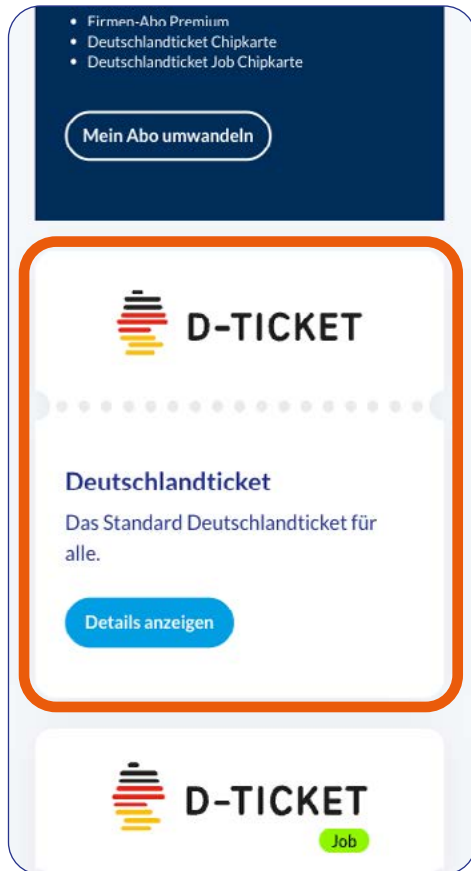 Firmen-Abo Premium
Deutschlandticket Chipkarte
Deutschlandticket Job Chipkarte
Mein Abo umwandeln
D-TICKET
Deutschlandticket
Das Standard Deutschlandticket für
alle.
Details anzeigen
D-TICKET
Job